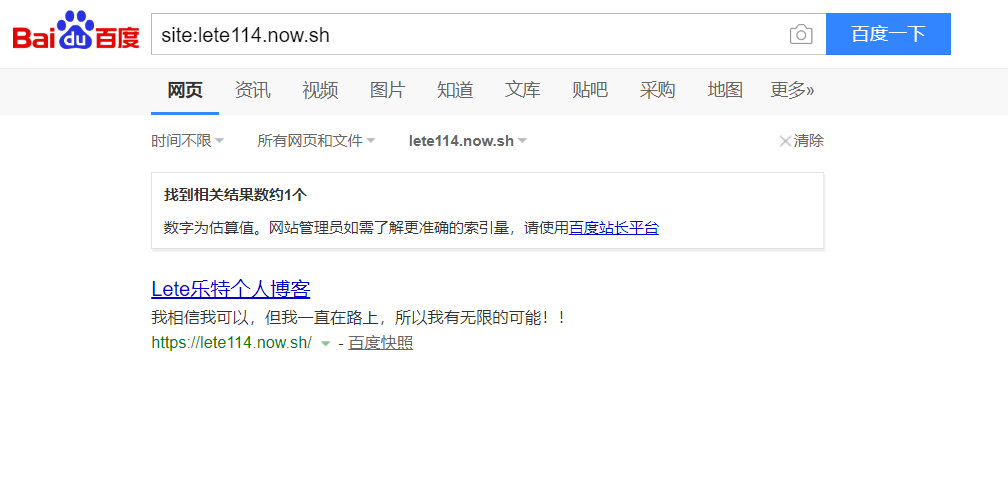 Bai du 百度 site:lete114.now.sh 百度一下
网页 资讯 视频 图片 知道 文库 贴吧 采购 地图 更多»
时间不限 所有网页和文件 lete114.now.sh 清除
找到相关结果数约1个
数字为估算值。网站管理员如需了解更准确的索引量，请使用百度站长平台
Lete乐特个人博客
我相信我可以，但我一直在路上，所以我有无限的可能！！
https://lete114.now.sh/ - 百度快照